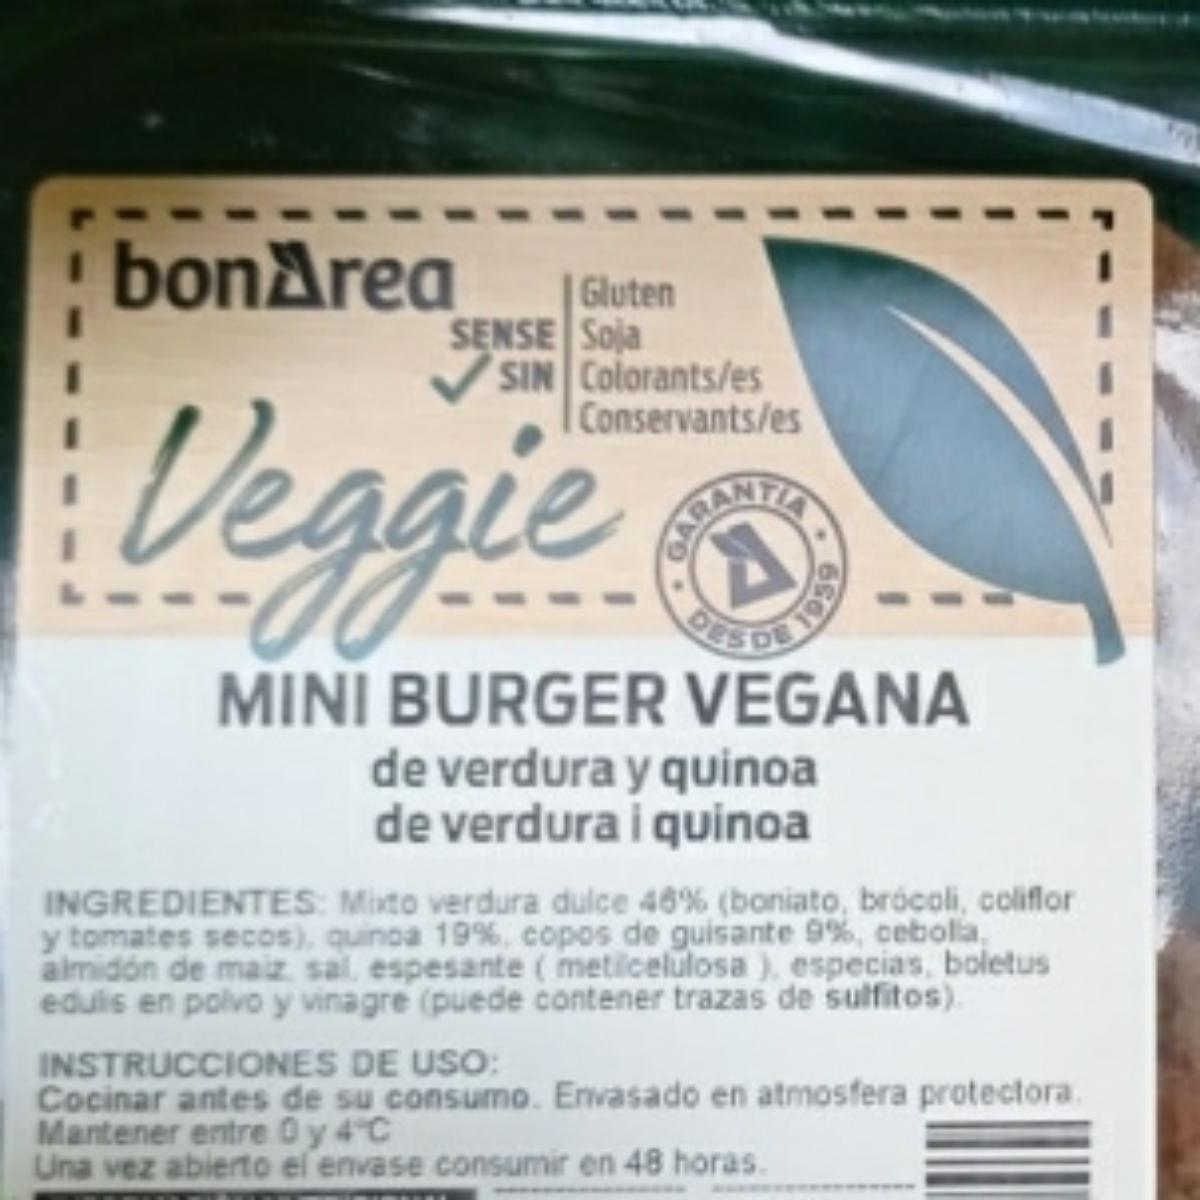 bonÀrea
SENSE
SIN
Gluten
Soja
Colorants/es
Conservants/es
Veggie
GARANTIA
DESDE 1959
MINI BURGER VEGANA
de verdura y quinoa
de verdura i quinoa
INGREDIENTES: Mixto verdura dulce 46% (boniato, brócoli, coliflor
y tomates secos), quinoa 19%, copos de guisante 9%, cebolla,
almidón de maiz, sal, espesante ( metilcelulosa ), especias, boletus
edulis en polvo y vinagre (puede contener trazas de sulfitos).
INSTRUCCIONES DE USO:
Cocinar antes de su consumo. Envasado en atmosfera protectora.
Mantener entre 0 y 4ºC
Una vez abierto el envase consumir en 48 horas.